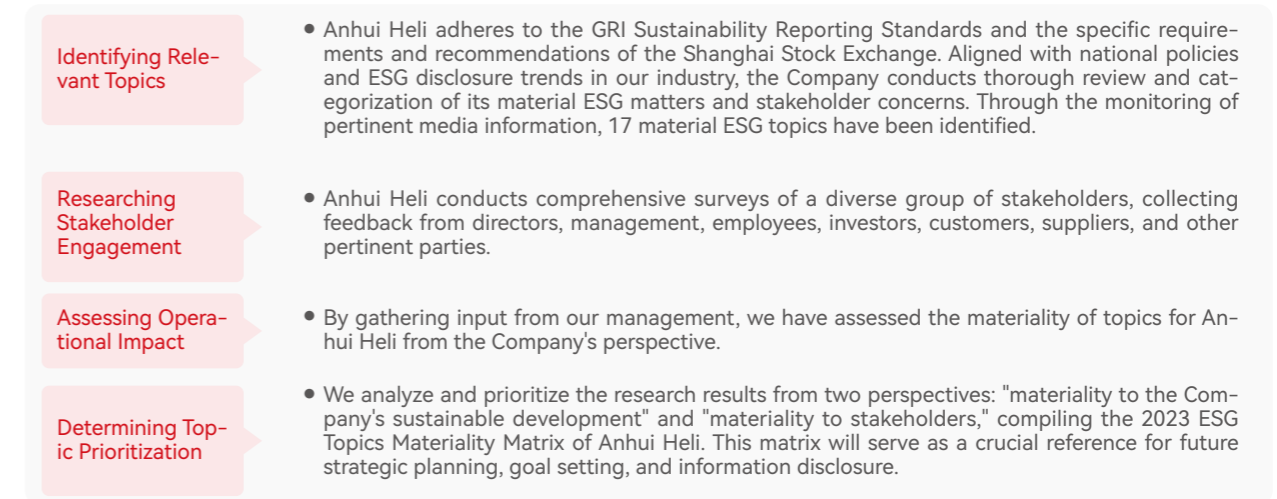 Identifying Rele-
vant Topics
● Anhui Heli adheres to the GRI Sustainability Reporting Standards and the specific require-
ments and recommendations of the Shanghai Stock Exchange. Aligned with national policies
and ESG disclosure trends in our industry, the Company conducts thorough review and cat-
egorization of its material ESG matters and stakeholder concerns. Through the monitoring of
pertinent media information, 17 material ESG topics have been identified.
Researching
Stakeholder
Engagement
● Anhui Heli conducts comprehensive surveys of a diverse group of stakeholders, collecting
feedback from directors, management, employees, investors, customers, suppliers, and other
pertinent parties.
Assessing Opera-
tional Impact
● By gathering input from our management, we have assessed the materiality of topics for An-
hui Heli from the Company's perspective.
Determining Top-
ic Prioritization
● We analyze and prioritize the research results from two perspectives: "materiality to the Com-
pany's sustainable development" and "materiality to stakeholders," compiling the 2023 ESG
Topics Materiality Matrix of Anhui Heli. This matrix will serve as a crucial reference for future
strategic planning, goal setting, and information disclosure.